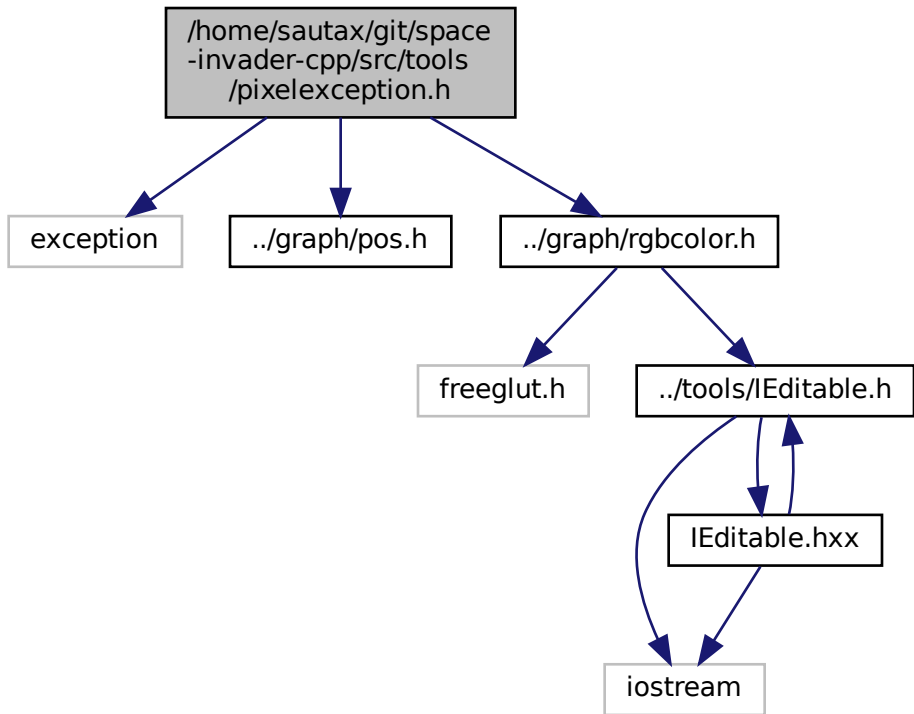 /home/sautax/git/space
-invader-cpp/src/tools
/pixelexception.h
exception
../graph/pos.h
../graph/rgbcolor.h
freeglut.h
../tools/IEditable.h
IEditable.hxx
iostream